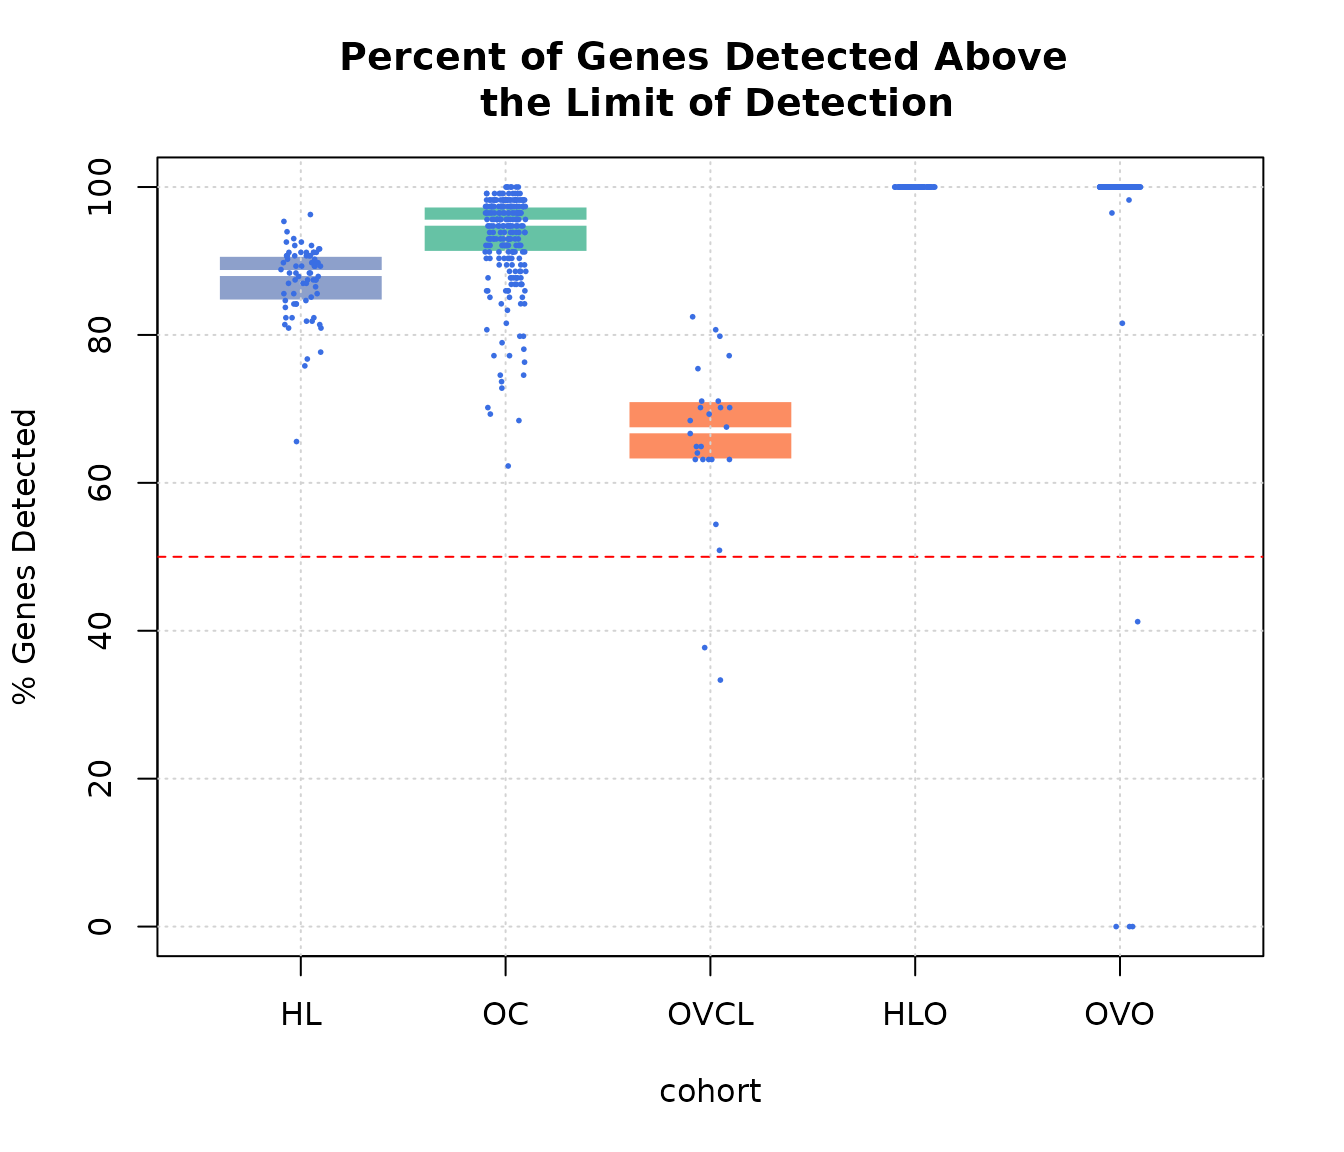 Percent of Genes Detected Above
the Limit of Detection
% Genes Detected
100
80
60
40
20
0
HL OC OVCL HLO OVO
cohort